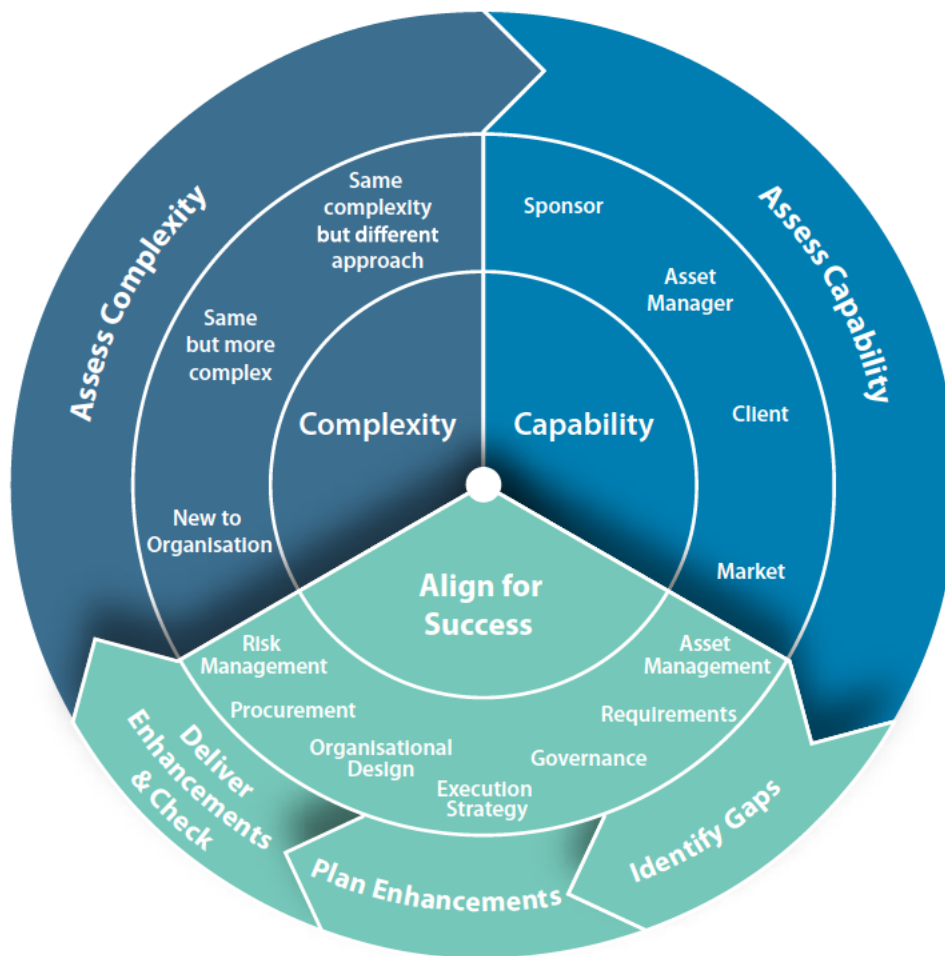 Assess Complexity
Same
complexity
but different
approach
Same
but more
complex
New to
Organisation
Complexity
Assess Capability
Sponsor
Asset
Manager
Client
Market
Capability
Align for
Success
Risk
Management
Procurement
Organisational
Design
Execution
Strategy
Governance
Requirements
Asset
Management
Identify Gaps
Plan Enhancements
Deliver
Enhancements
& Check